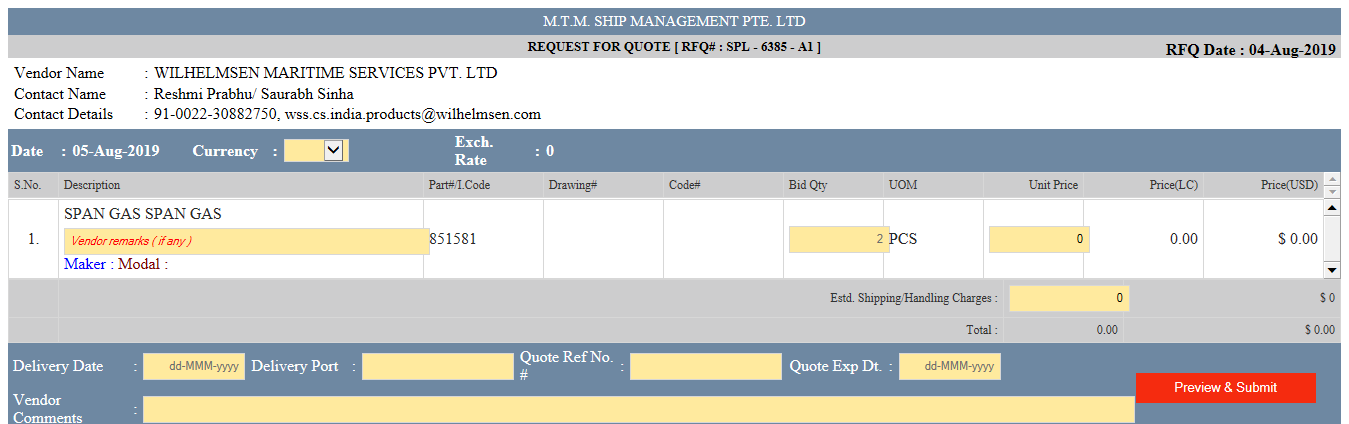 M.T.M. SHIP MANAGEMENT PTE. LTD
REQUEST FOR QUOTE [ RFQ# : SPL - 6385 - A1 ]
RFQ Date : 04-Aug-2019
Vendor Name : WILHELMSEN MARITIME SERVICES PVT. LTD
Contact Name : Reshmi Prabhu/ Saurabh Sinha
Contact Details : 91-0022-30882750, wss.cs.india.products@wilhelmsen.com
Date : 05-Aug-2019 Currency : Exch. Rate : 0
S.No. Description Part#/I.Code Drawing# Code# Bid Qty UOM Unit Price Price(LC) Price(USD)
SPAN GAS SPAN GAS
1. Vendor remarks ( if any ) 851581 2 PCS 0 0.00 $ 0.00
Maker : Modal :
Estd. Shipping/Handling Charges : 0 $ 0
Total : 0.00 $ 0.00
Delivery Date : dd-MMM-yyyy Delivery Port : Quote Ref No. # : Quote Exp Dt. : dd-MMM-yyyy
Preview & Submit
Vendor Comments :